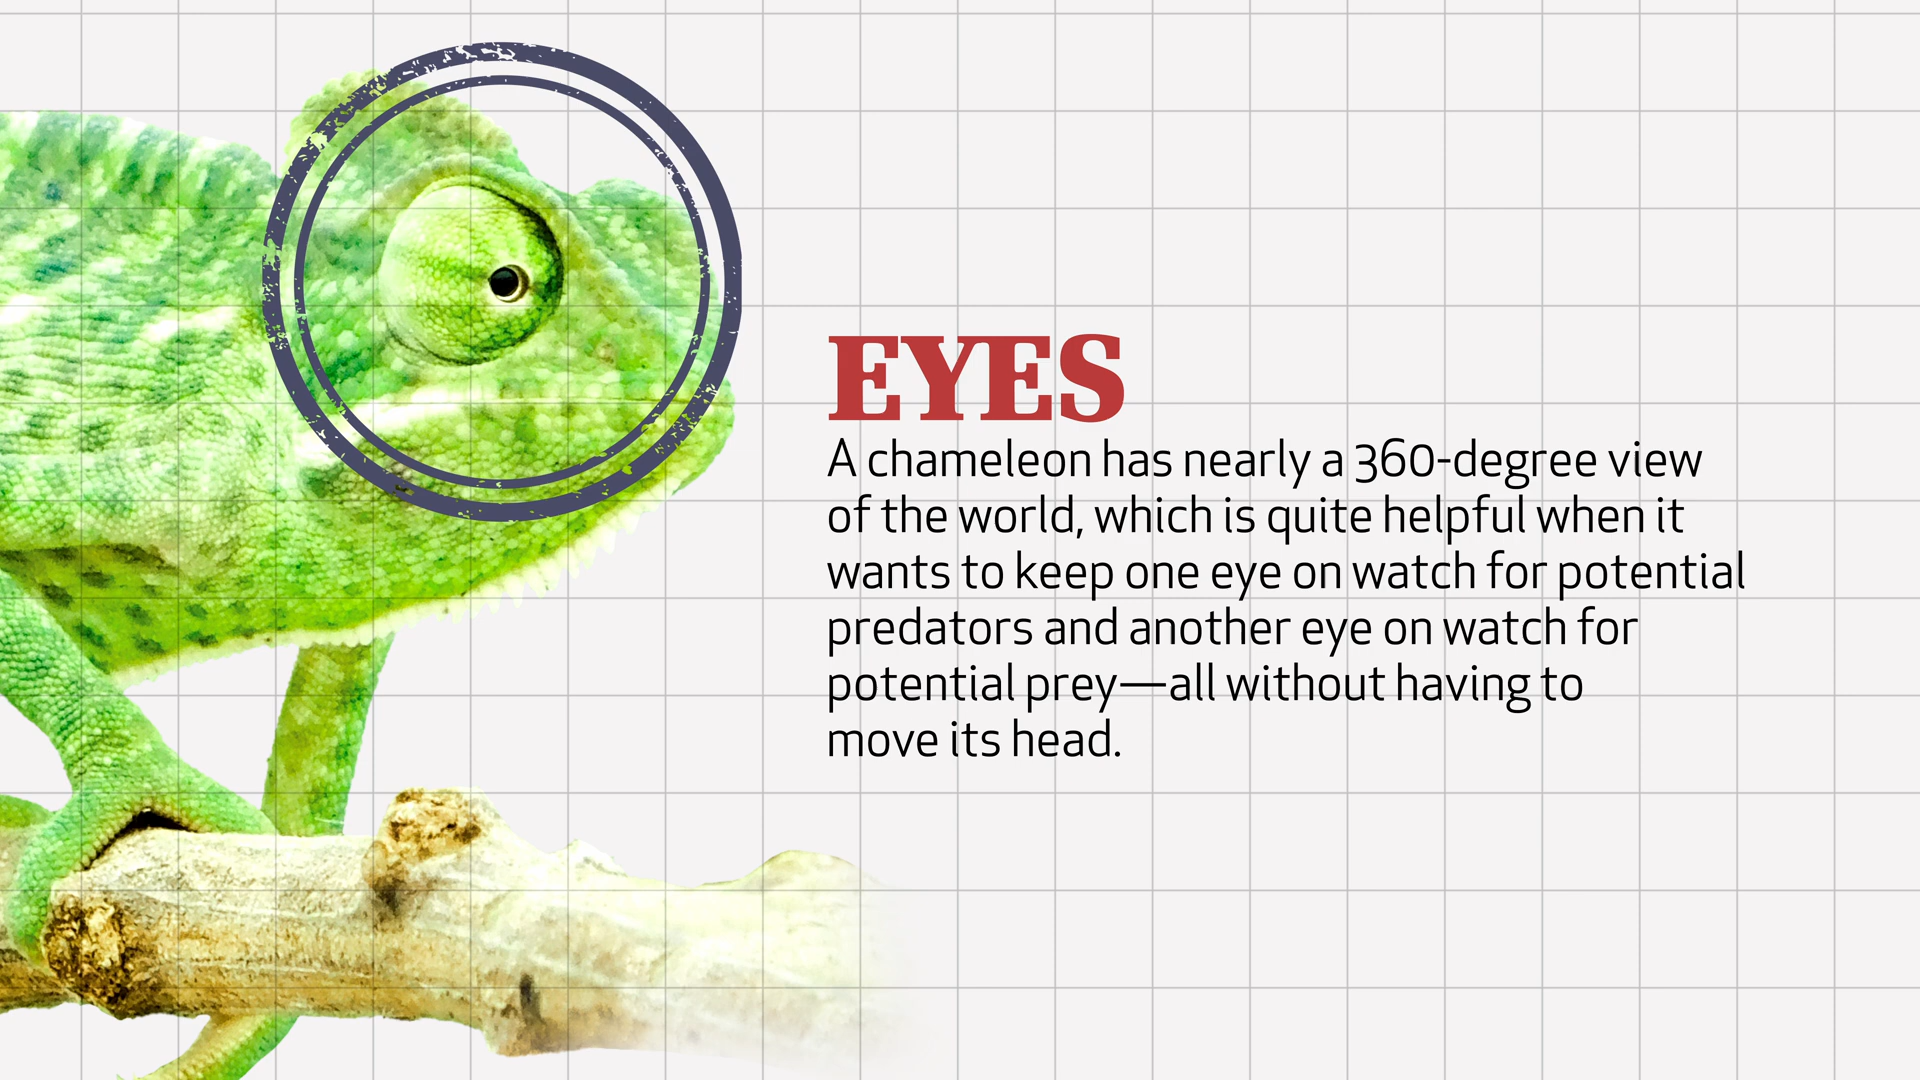 EYES
A chameleon has nearly a 360-degree view
of the world, which is quite helpful when it
wants to keep one eye on watch for potential
predators and another eye on watch for
potential prey—all without having to
move its head.